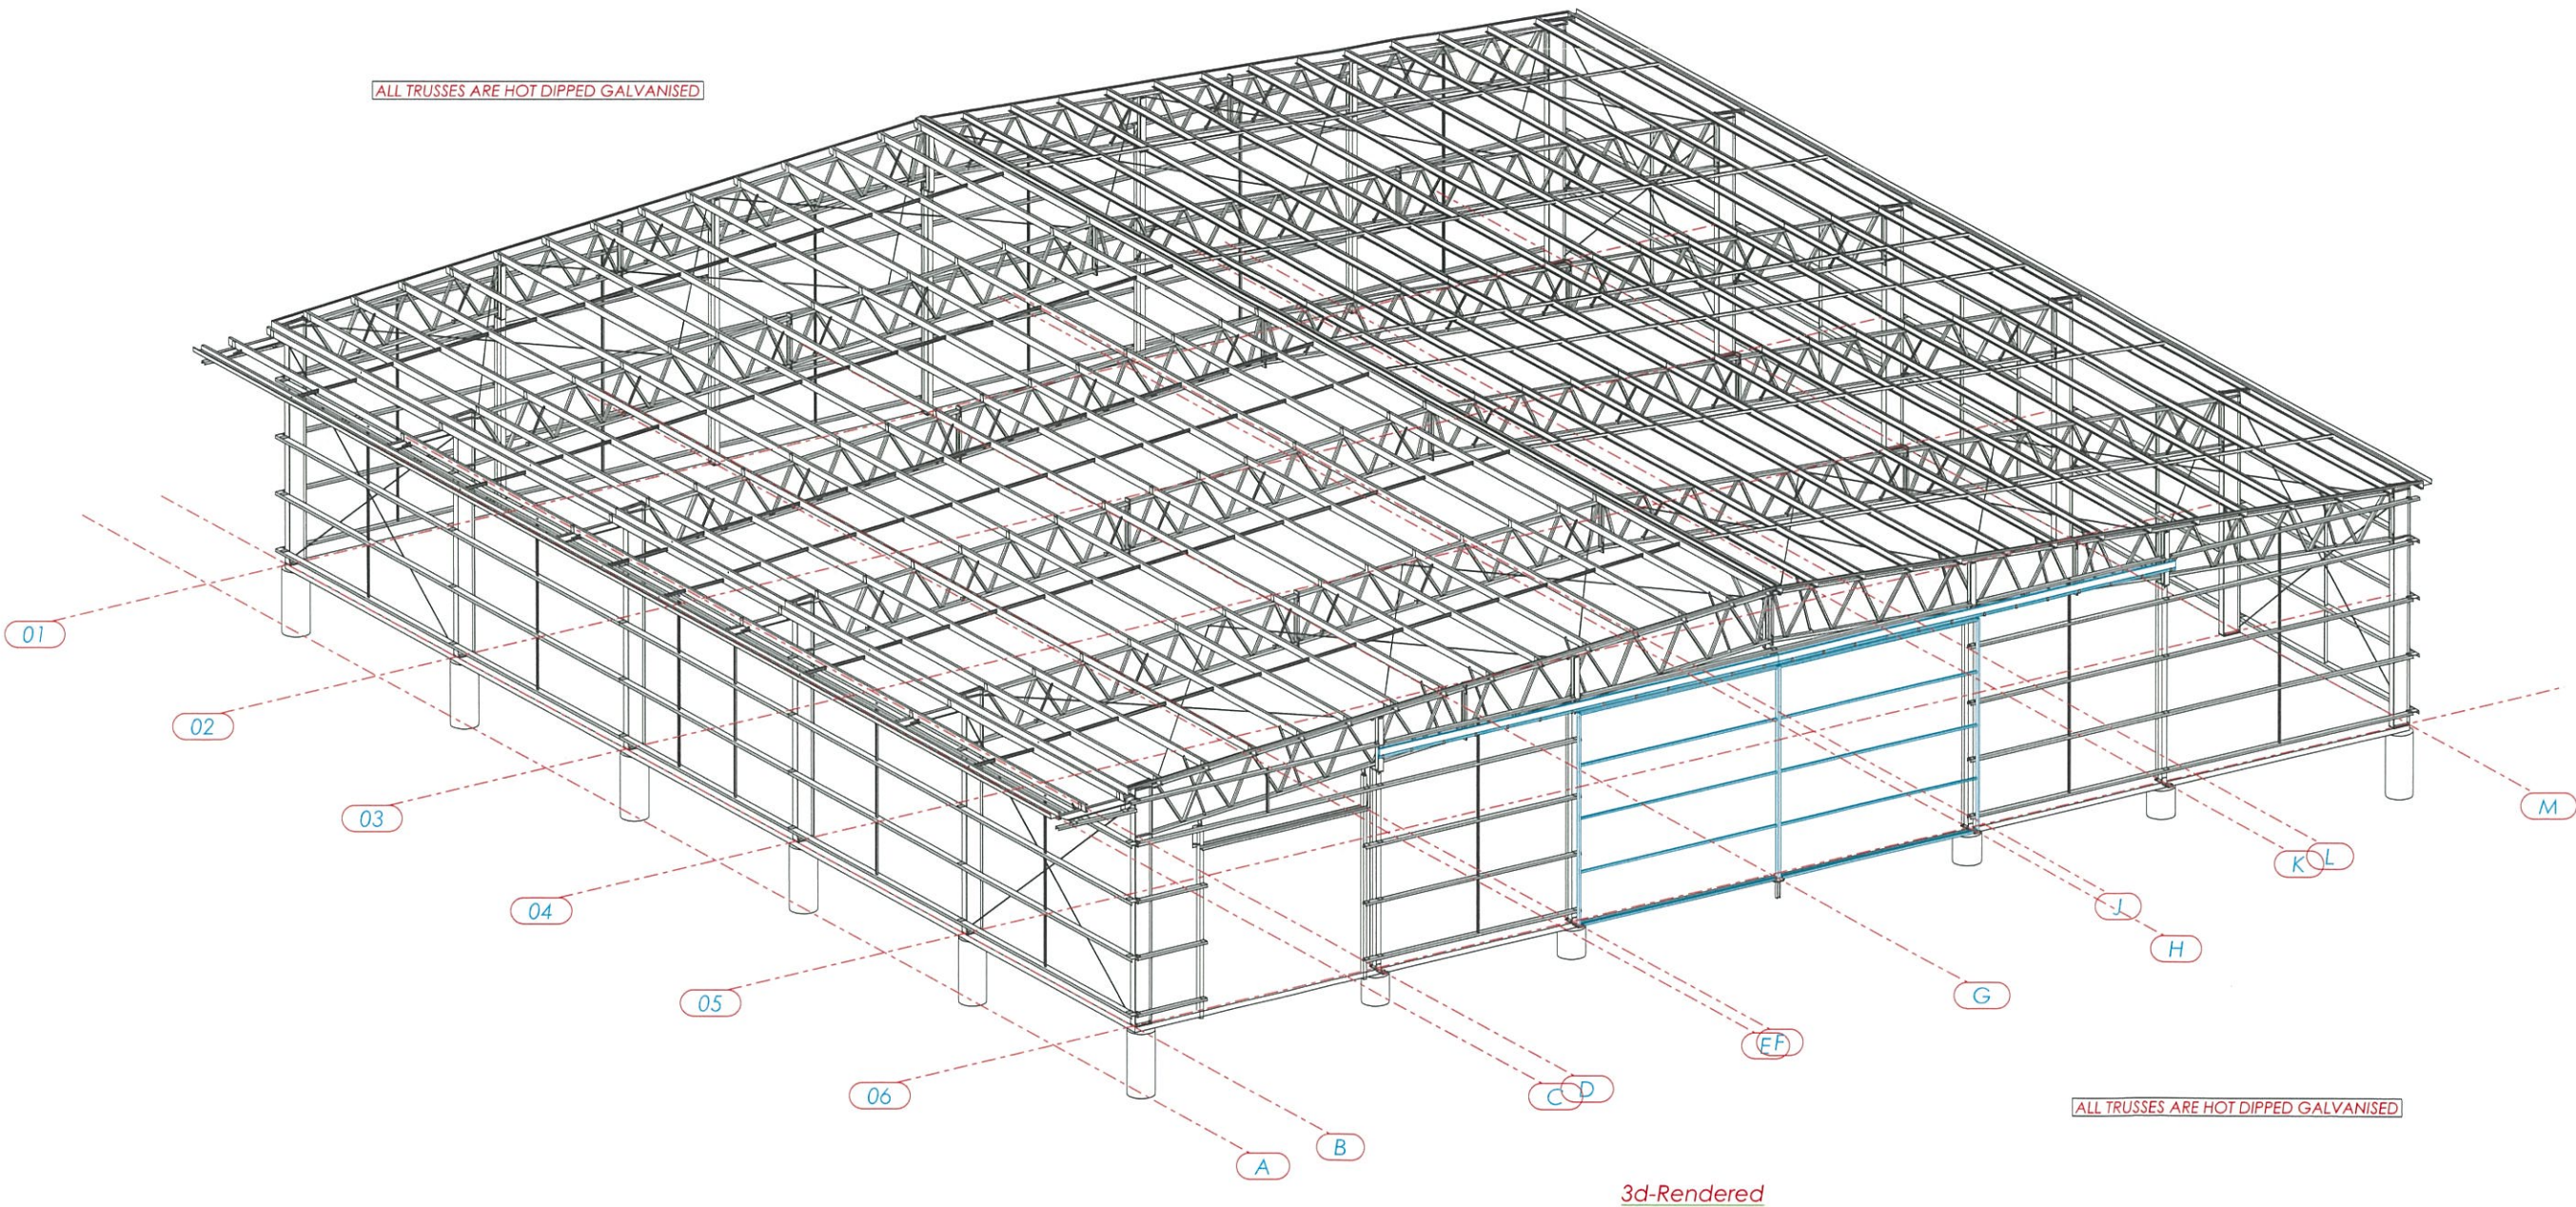 ALL TRUSSES ARE HOT DIPPED GALVANISED
01
02
03
04
05
06
A
B
C
D
E
F
G
H
J
K
L
M
ALL TRUSSES ARE HOT DIPPED GALVANISED
3d-Rendered